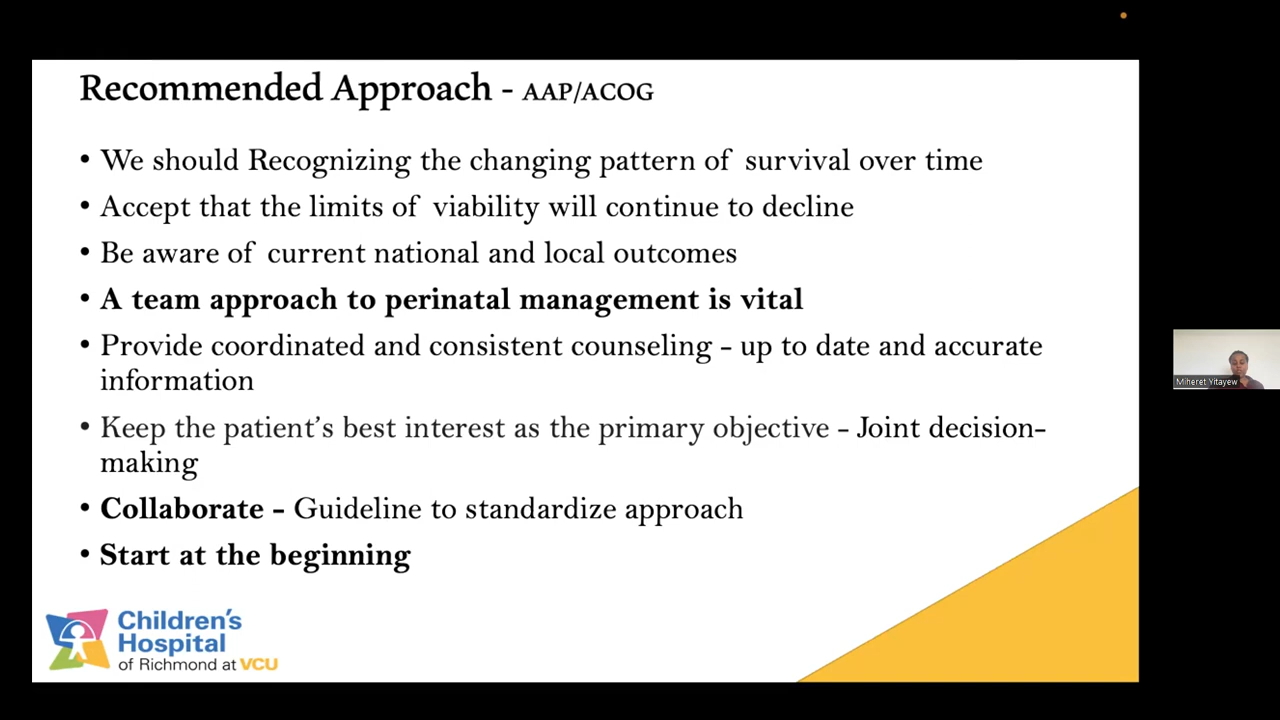 Recommended Approach - AAP/ACOG
• We should Recognizing the changing pattern of survival over time
• Accept that the limits of viability will continue to decline
• Be aware of current national and local outcomes
• A team approach to perinatal management is vital
• Provide coordinated and consistent counseling – up to date and accurate
information
• Keep the patient's best interest as the primary objective – Joint decision-
making
• Collaborate – Guideline to standardize approach
• Start at the beginning
Children's
Hospital
of Richmond at VCU
Miheret Yitayew